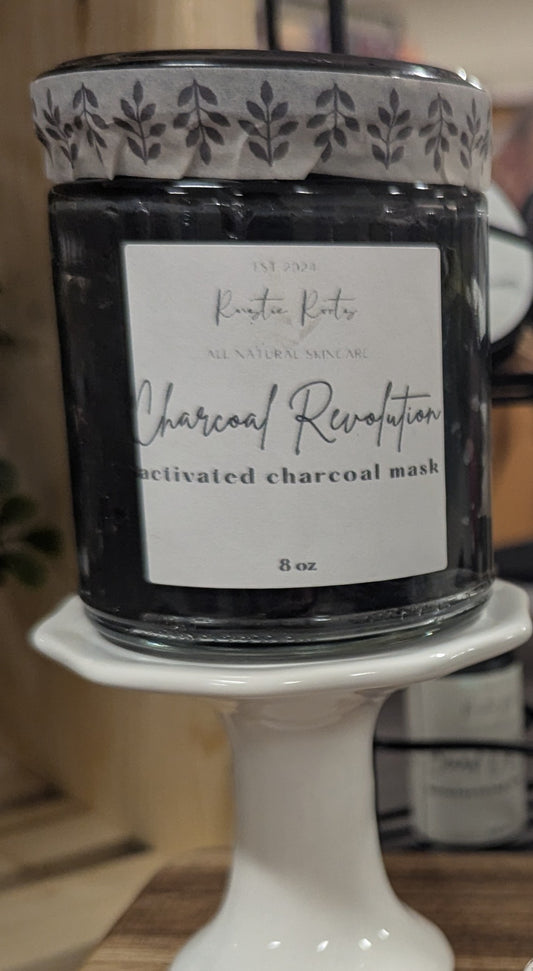 EST 2024
Rustic Roots
ALL NATURAL SKINCARE
Charcoal Revolution
activated charcoal mask
8 oz